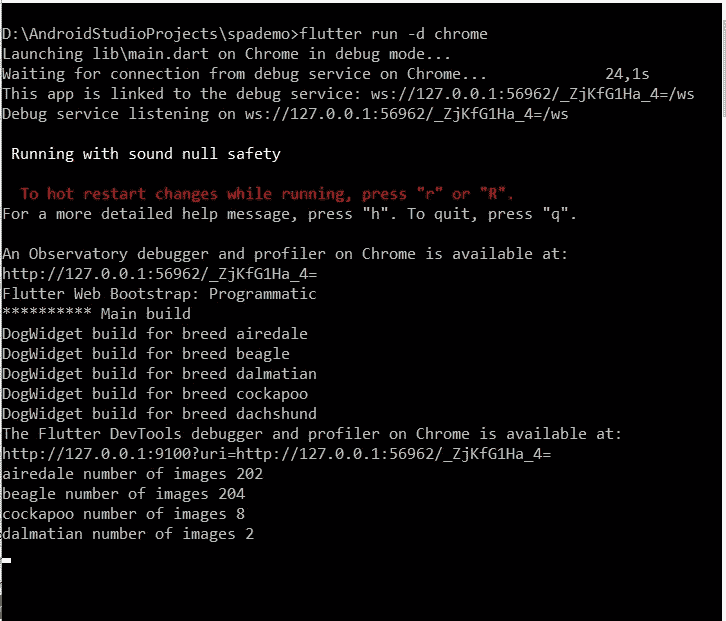 D:\AndroidStudioProjects\spademo>flutter run -d chrome
Launching lib\main.dart on Chrome in debug mode...
Waiting for connection from debug service on Chrome...             24,1s
This app is linked to the debug service: ws://127.0.0.1:56962/_ZjKfG1Ha_4=/ws
Debug service listening on ws://127.0.0.1:56962/_ZjKfG1Ha_4=/ws
Running with sound null safety
To hot restart changes while running, press "r" or "R".
For a more detailed help message, press "h". To quit, press "q".
An Observatory debugger and profiler on Chrome is available at:
http://127.0.0.1:56962/_ZjKfG1Ha_4=
Flutter Web Bootstrap: Programmatic
********** Main build
DogWidget build for breed airedale
DogWidget build for breed beagle
DogWidget build for breed dalmatian
DogWidget build for breed cockapoo
DogWidget build for breed dachshund
The Flutter DevTools debugger and profiler on Chrome is available at:
http://127.0.0.1:9100?uri=http://127.0.0.1:56962/_ZjKfG1Ha_4=
airedale number of images 202
beagle number of images 204
cockapoo number of images 8
dalmatian number of images 2